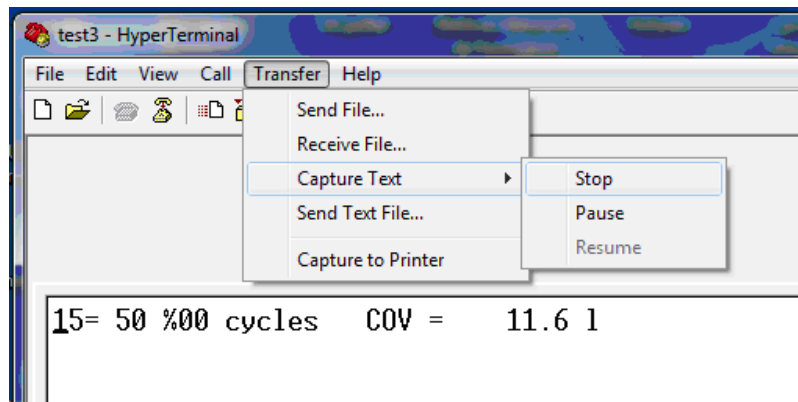 test3 - HyperTerminal
File Edit View Call Transfer Help
Send File...
Receive File...
Capture Text
Send Text File...
Capture to Printer
Stop
Pause
Resume
15= 50 %00 cycles COV = 11.6 l